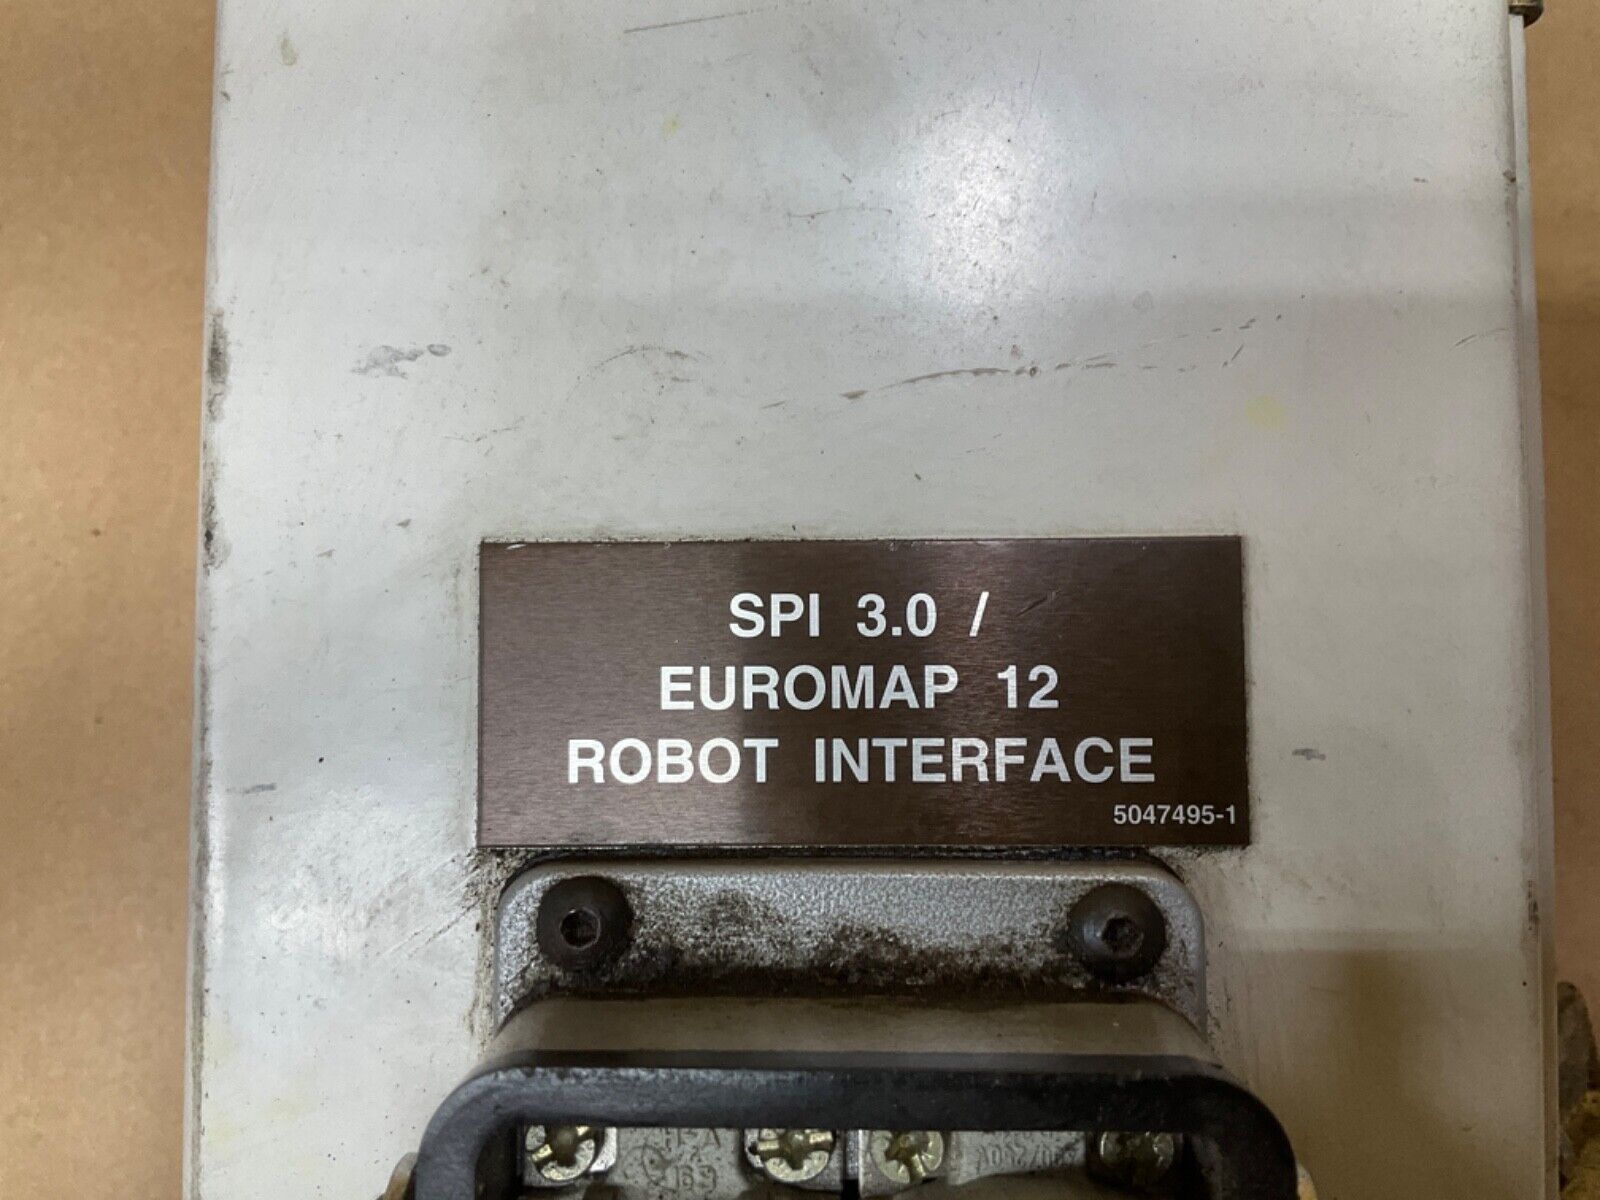 SPI 3.0 /
EUROMAP 12
ROBOT INTERFACE
5047495-1